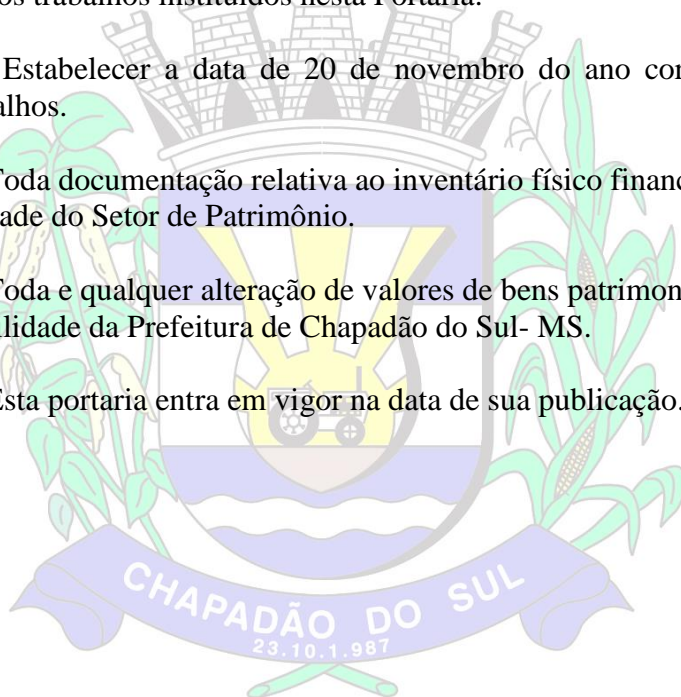 os trabalhos instituídos nesta Portaria.
Estabelecer a data de 20 de novembro do ano cor
alhos.
Toda documentação relativa ao inventário físico financ
ade do Setor de Patrimônio.
Toda e qualquer alteração de valores de bens patrimon
ilidade da Prefeitura de Chapadão do Sul- MS.
Esta portaria entra em vigor na data de sua publicação.
CHAPADÃO DO SUL
23.10.1.987